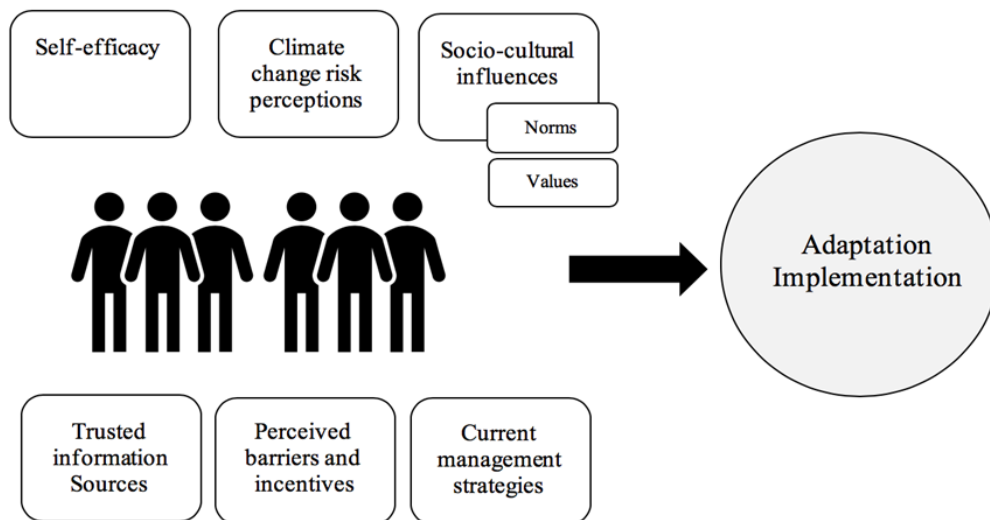 Self-efficacy
Climate
change risk
perceptions
Socio-cultural
influences
Norms
Values
Adaptation
Implementation
Trusted
information
Sources
Perceived
barriers and
incentives
Current
management
strategies